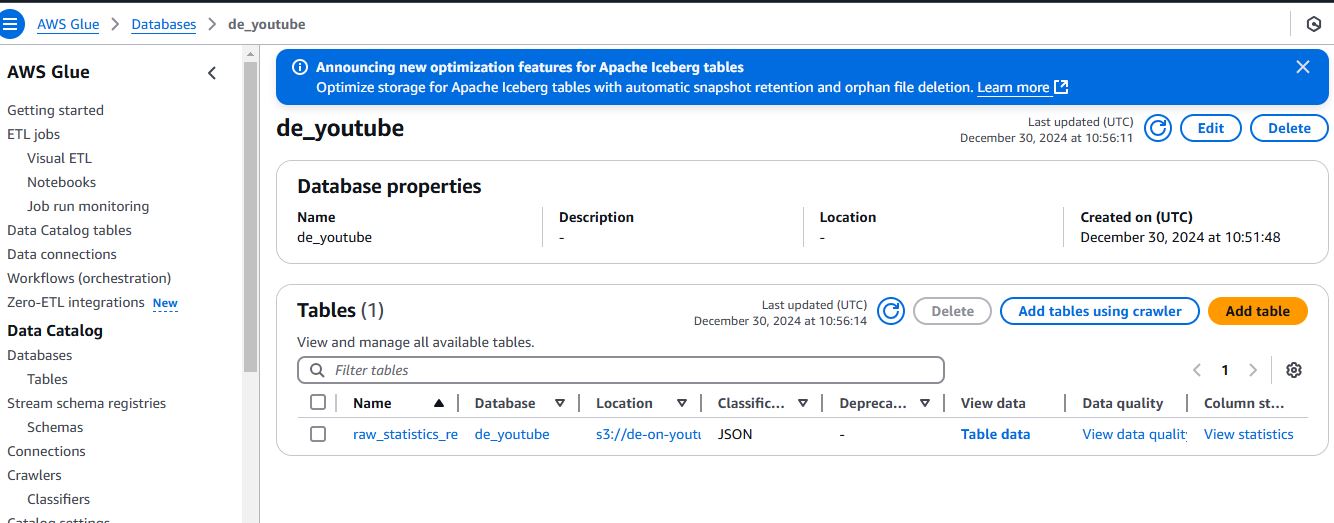 AWS Glue > Databases > de_youtube
AWS Glue
Getting started
ETL jobs
Visual ETL
Notebooks
Job run monitoring
Data Catalog tables
Data connections
Workflows (orchestration)
Zero-ETL integrations New
Data Catalog
Databases
Tables
Stream schema registries
Schemas
Connections
Crawlers
Classifiers
Catalog settings
Announcing new optimization features for Apache Iceberg tables
Optimize storage for Apache Iceberg tables with automatic snapshot retention and orphan file deletion. Learn more
de_youtube
Last updated (UTC)
December 30, 2024 at 10:56:11
Edit
Delete
Database properties
Name
de_youtube
Description
-
Location
-
Created on (UTC)
December 30, 2024 at 10:51:48
Tables (1)
Last updated (UTC)
December 30, 2024 at 10:56:14
Delete
Add tables using crawler
Add table
View and manage all available tables.
Filter tables
1
Name Database Location Classific... Depreca... View data Data quality Column st...
raw_statistics_re de_youtube s3://de-on-youtu JSON - Table data View data quality View statistics